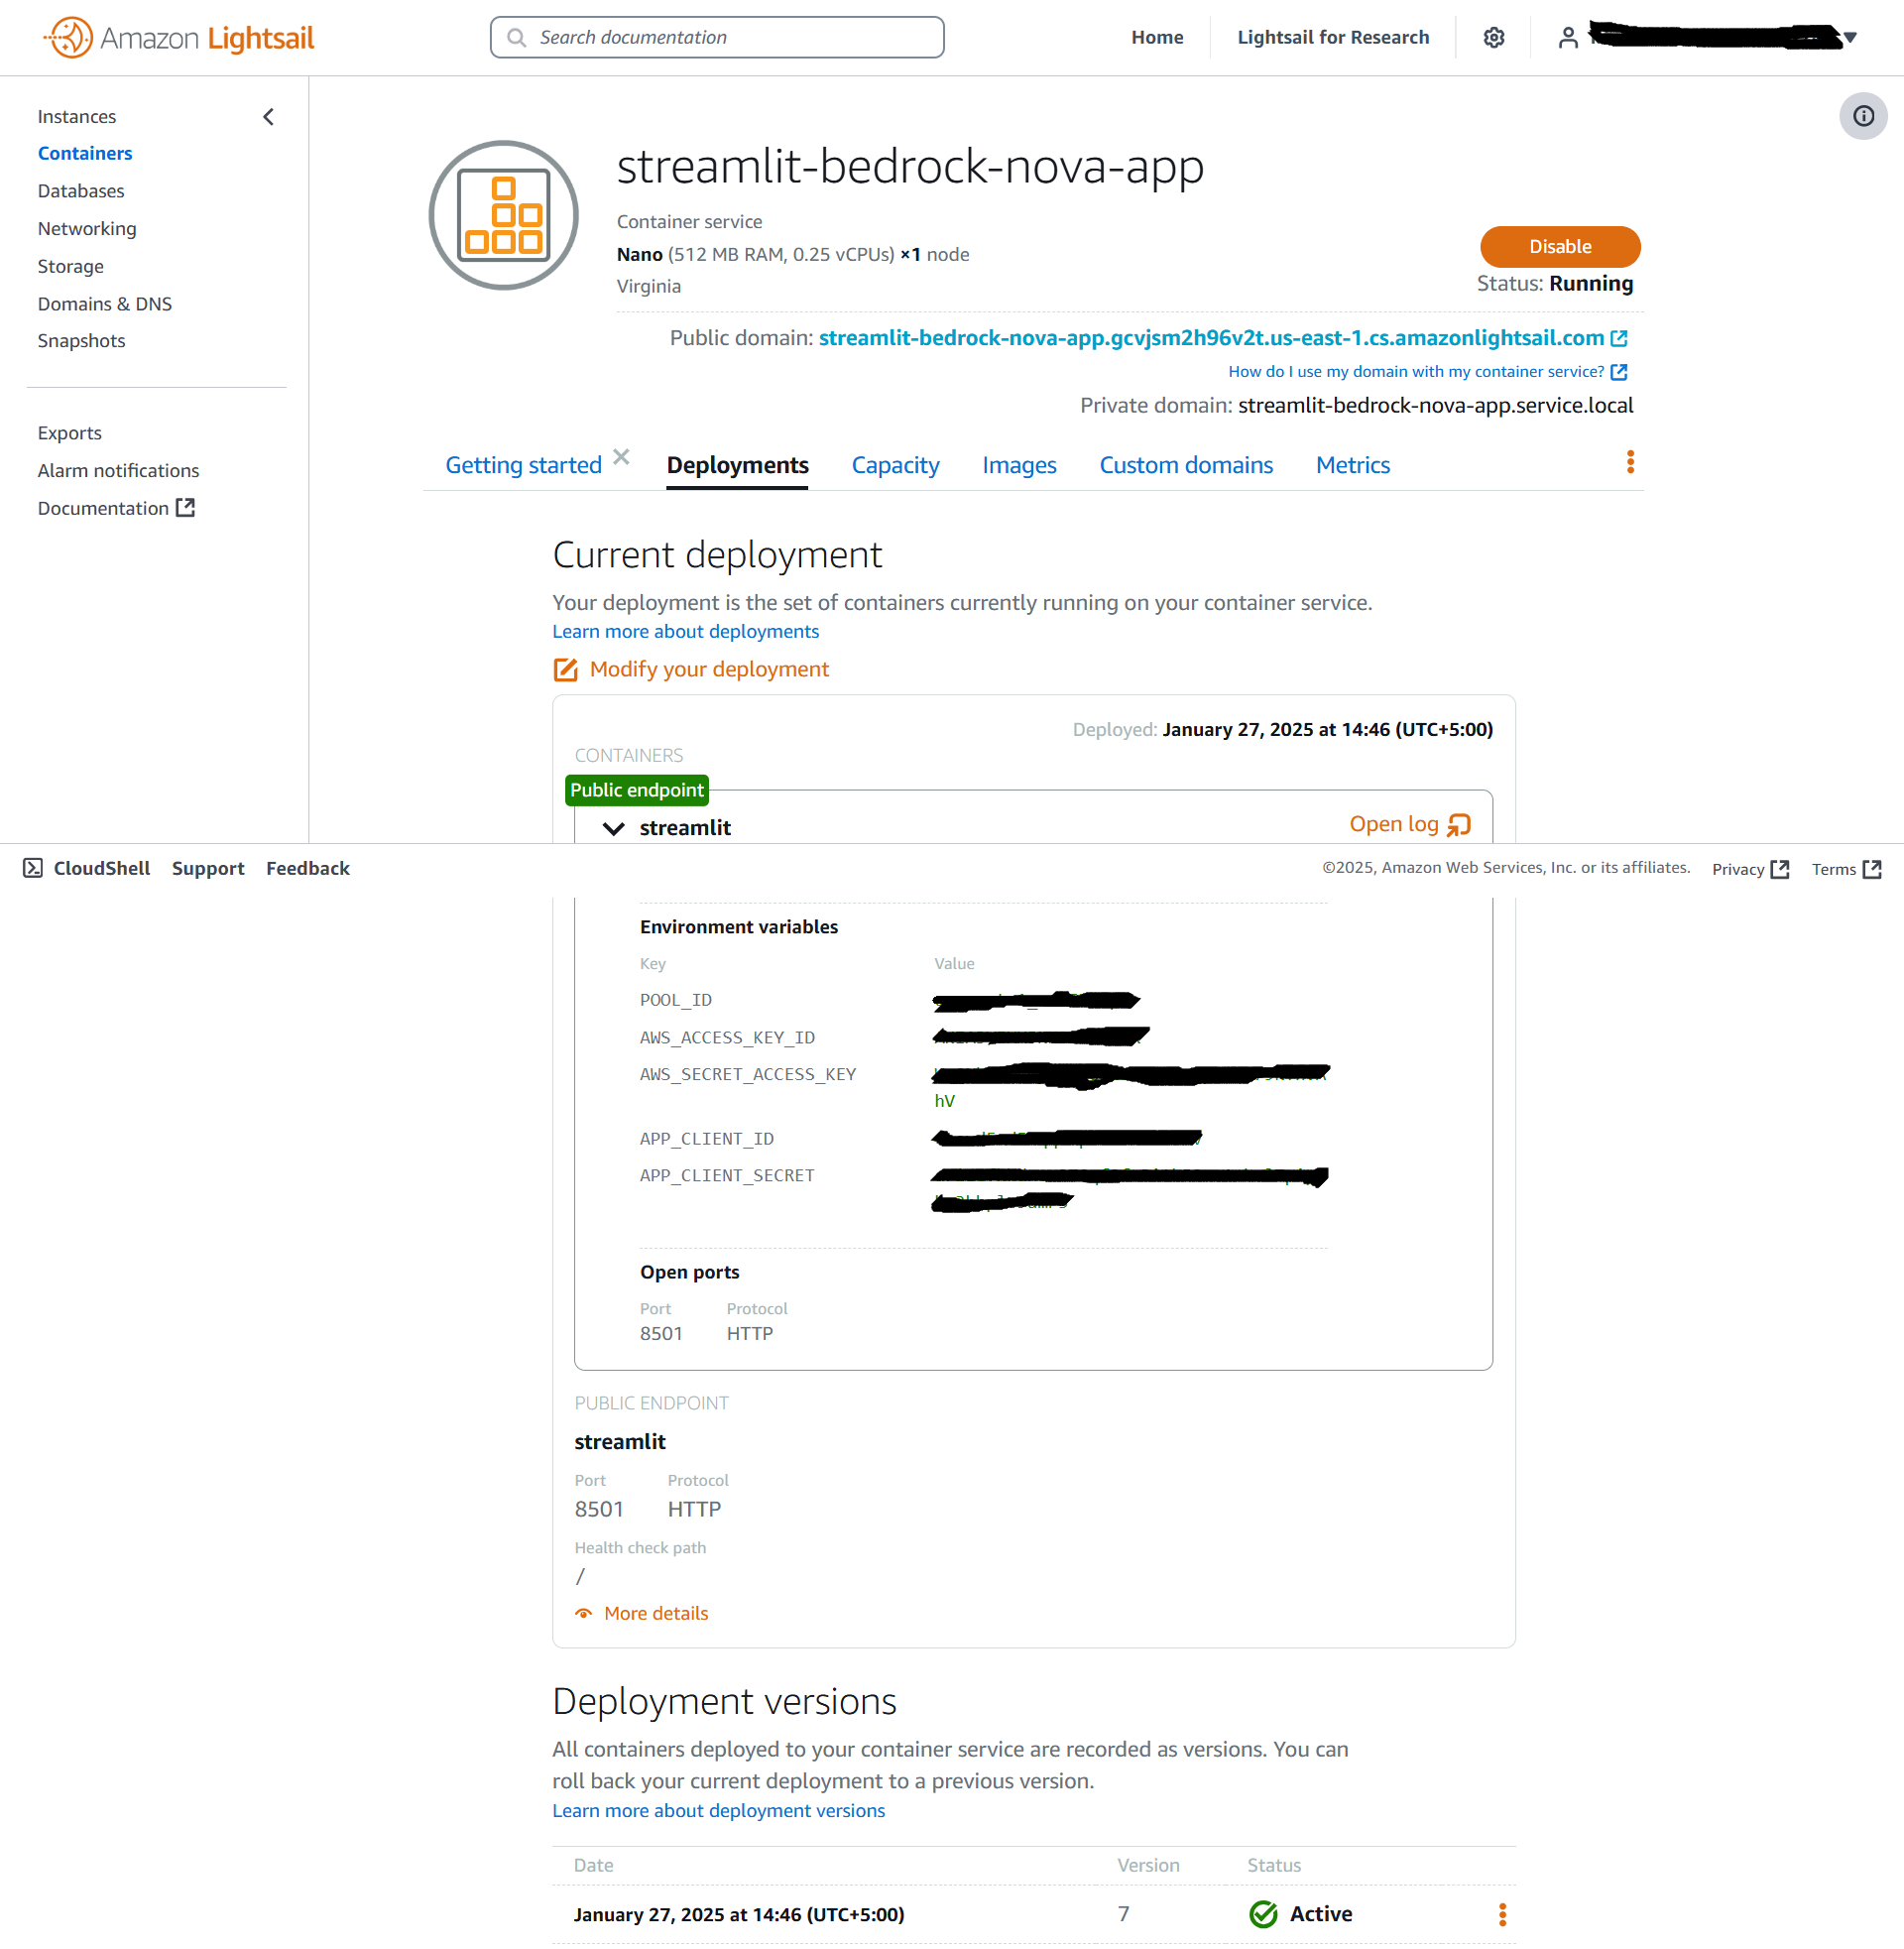 Amazon Lightsail
Search documentation
Home
Lightsail for Research
Instances
Containers
Databases
Networking
Storage
Domains & DNS
Snapshots
Exports
Alarm notifications
Documentation
streamlit-bedrock-nova-app
Container service
Nano (512 MB RAM, 0.25 vCPUs) ×1 node
Virginia
Disable
Status: Running
Public domain: streamlit-bedrock-nova-app.gcvjsm2h96v2t.us-east-1.cs.amazonlightsail.com
How do I use my domain with my container service?
Private domain: streamlit-bedrock-nova-app.service.local
Getting started Deployments Capacity Images Custom domains Metrics
Current deployment
Your deployment is the set of containers currently running on your container service.
Learn more about deployments
Modify your deployment
Deployed: January 27, 2025 at 14:46 (UTC+5:00)
CONTAINERS
Public endpoint
streamlit
Open log
CloudShell Support Feedback
©2025, Amazon Web Services, Inc. or its affiliates. Privacy Terms
Environment variables
Key Value
POOL_ID
AWS_ACCESS_KEY_ID
AWS_SECRET_ACCESS_KEY
hV
APP_CLIENT_ID
APP_CLIENT_SECRET
Open ports
Port Protocol
8501 HTTP
PUBLIC ENDPOINT
streamlit
Port Protocol
8501 HTTP
Health check path
/
More details
Deployment versions
All containers deployed to your container service are recorded as versions. You can
roll back your current deployment to a previous version.
Learn more about deployment versions
Date Version Status
January 27, 2025 at 14:46 (UTC+5:00) 7 Active